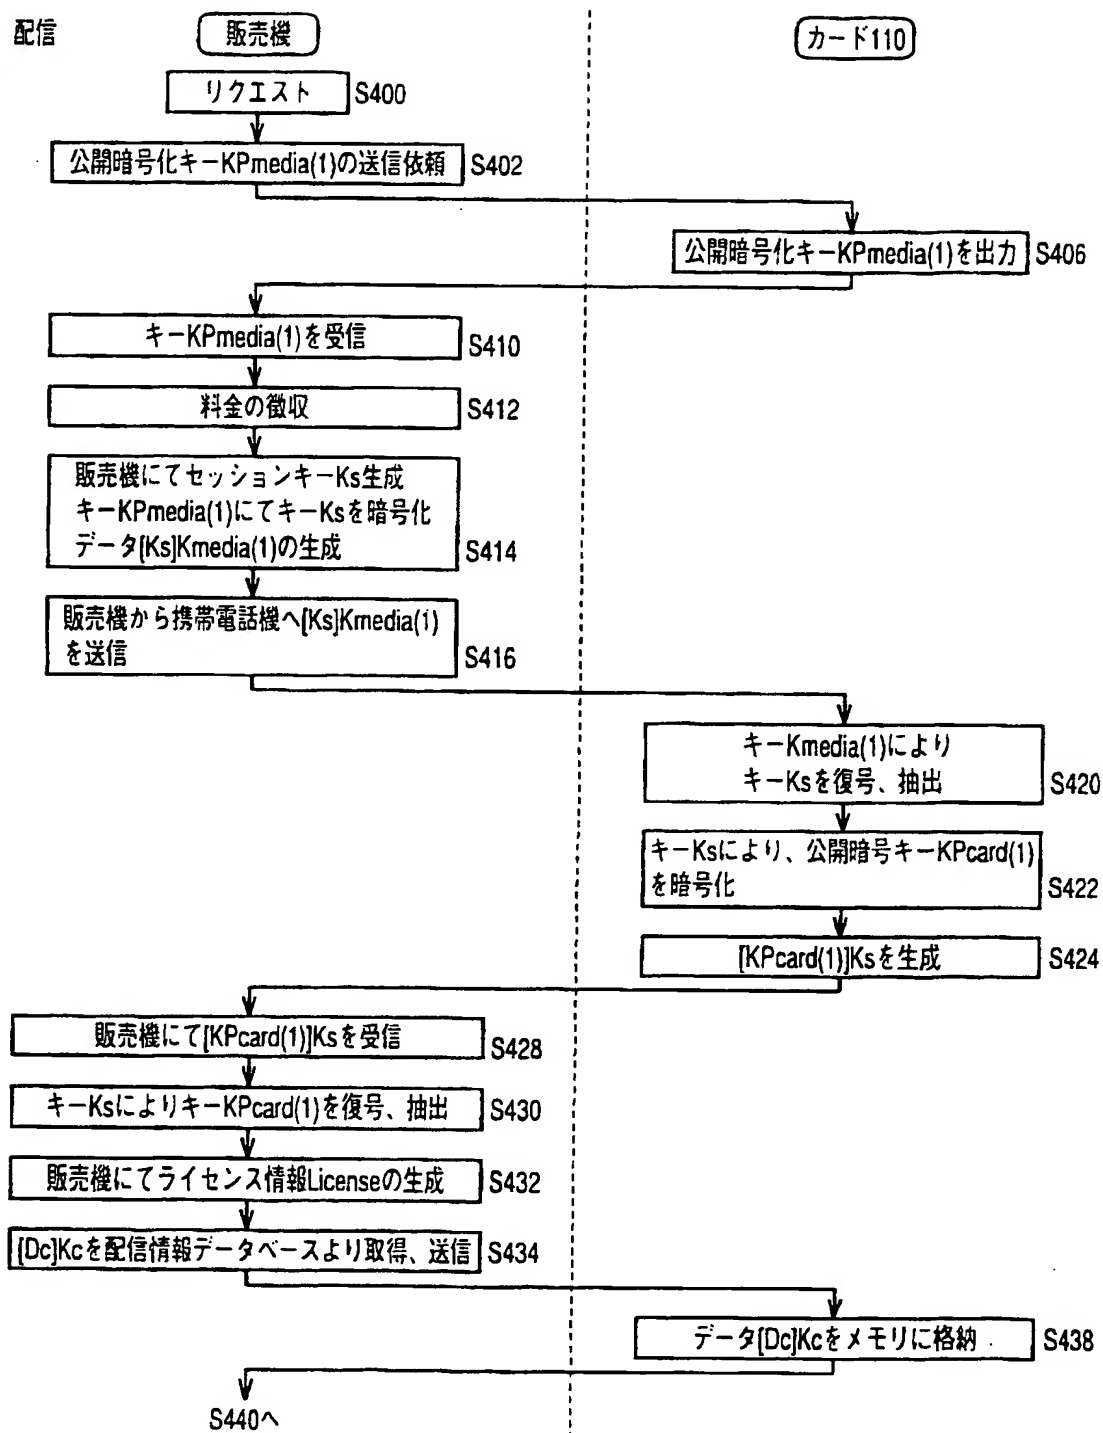 配信
販売機
カード110
リクエスト
S400
公開暗号化キーKPmedia(1)の送信依頼
S402
公開暗号化キーKPmedia(1)を出力
S406
キーKPmedia(1)を受信
S410
料金の徴収
S412
販売機にてセッションキーKs生成
キーKPmedia(1)にてキーKsを暗号化
データ[Ks]Kmedia(1)の生成
S414
販売機から携帯電話機へ[Ks]Kmedia(1)
を送信
S416
キーKmedia(1)により
キーKsを復号、抽出
S420
キーKsにより、公開暗号キーKPcard(1)
を暗号化
S422
[KPcard(1)]Ksを生成
S424
販売機にて[KPcard(1)]Ksを受信
S428
キーKsによりキーKPcard(1)を復号、抽出
S430
販売機にてライセンス情報Licenseの生成
S432
[Dc]Kcを配信情報データベースより取得、送信
S434
データ[Dc]Kcをメモリに格納
S438
S440へ